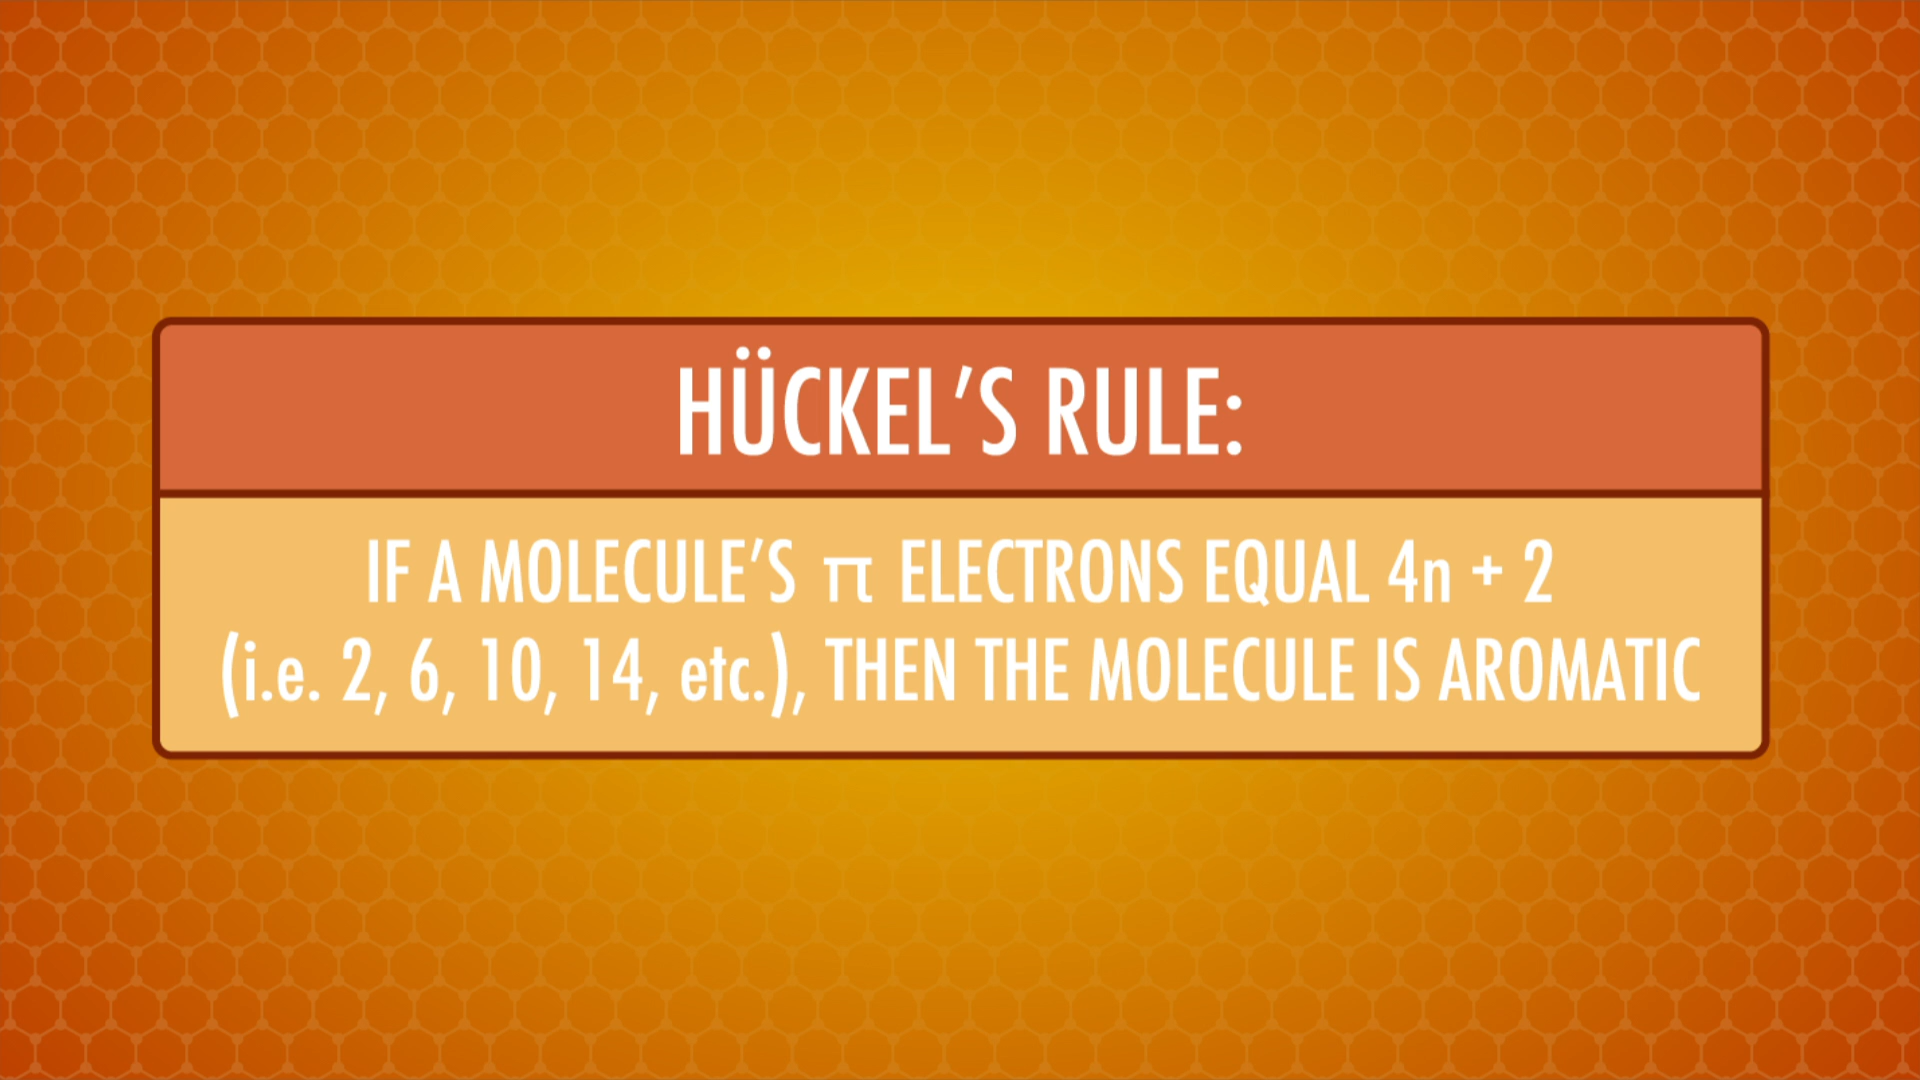 HÜCKEL'S RULE:
IF A MOLECULE'S π ELECTRONS EQUAL 4n + 2
(i.e. 2, 6, 10, 14, etc.), THEN THE MOLECULE IS AROMATIC